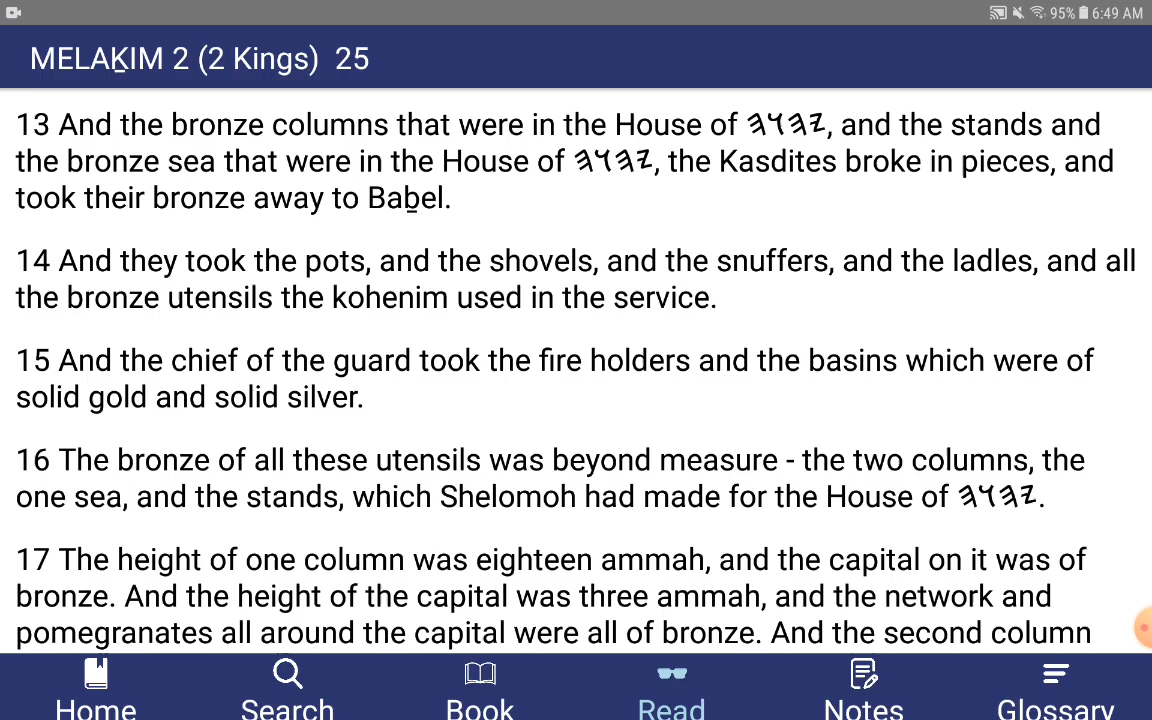 95% 6:49 AM
MELAḴIM 2 (2 Kings) 25
13 And the bronze columns that were in the House of 𐤉𐤄𐤅𐤄, and the stands and
the bronze sea that were in the House of 𐤉𐤄𐤅𐤄, the Kasdites broke in pieces, and
took their bronze away to Baḇel.
14 And they took the pots, and the shovels, and the snuffers, and the ladles, and all
the bronze utensils the kohenim used in the service.
15 And the chief of the guard took the fire holders and the basins which were of
solid gold and solid silver.
16 The bronze of all these utensils was beyond measure - the two columns, the
one sea, and the stands, which Shelomoh had made for the House of 𐤉𐤄𐤅𐤄.
17 The height of one column was eighteen ammah, and the capital on it was of
bronze. And the height of the capital was three ammah, and the network and
pomegranates all around the capital were all of bronze. And the second column
Home Search Book Read Notes Glossary